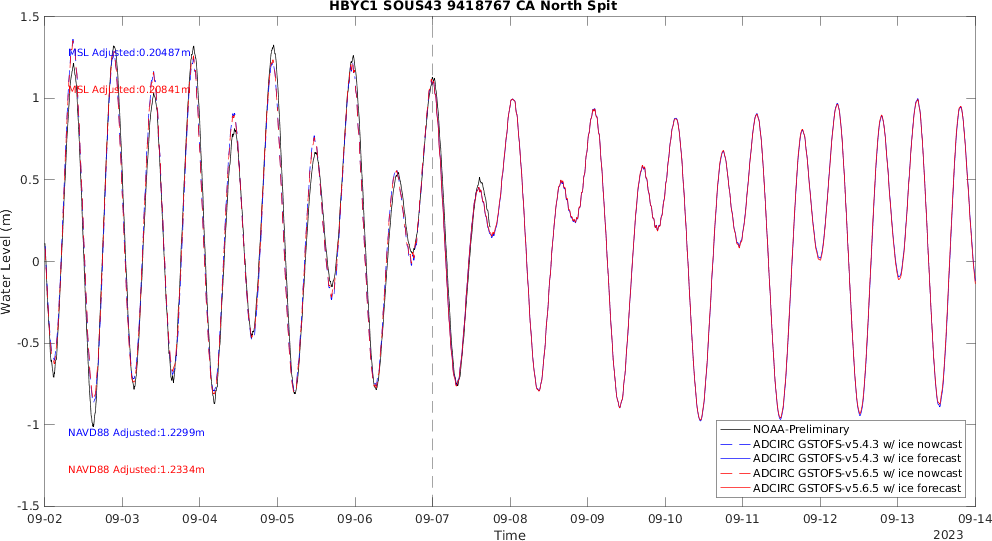 HBYC1 SOUS43 9418767 CA North Spit
1.5
1
0.5
0
-0.5
-1
-1.5
Water Level (m)
MSL Adjusted:0.20487m
MSL Adjusted:0.20841m
NAVD88 Adjusted:1.2299m
NAVD88 Adjusted:1.2334m
NOAA-Preliminary
ADCIRC GSTOFS-v5.4.3 w/ ice nowcast
ADCIRC GSTOFS-v5.4.3 w/ ice forecast
ADCIRC GSTOFS-v5.6.5 w/ ice nowcast
ADCIRC GSTOFS-v5.6.5 w/ ice forecast
09-02 09-03 09-04 09-05 09-06 09-07 09-08 09-09 09-10 09-11 09-12 09-13 09-14
Time
2023